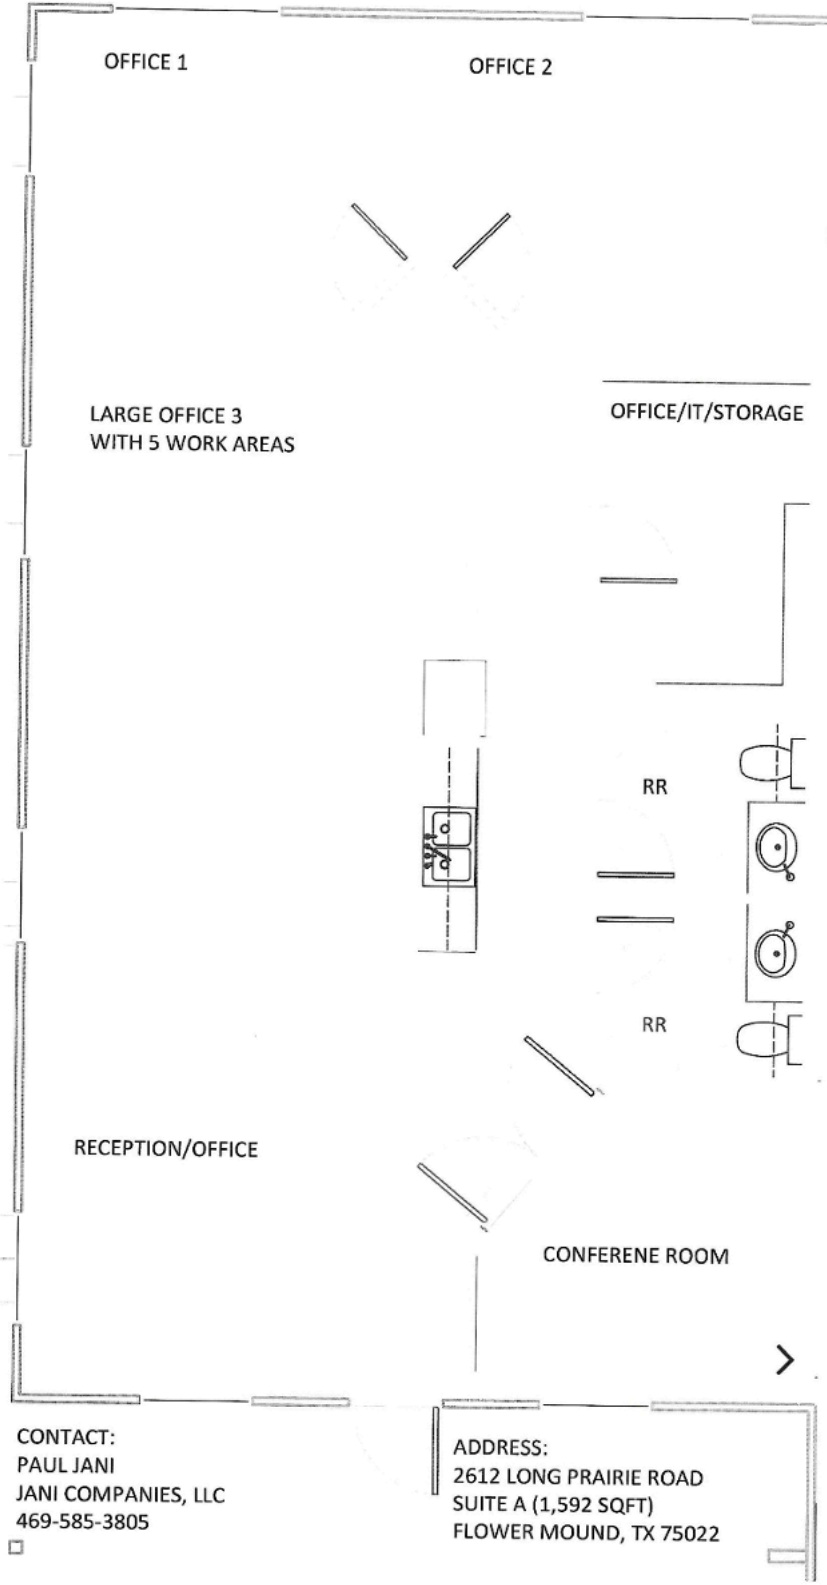 OFFICE 1
OFFICE 2
LARGE OFFICE 3
WITH 5 WORK AREAS
OFFICE/IT/STORAGE
RR
RR
RECEPTION/OFFICE
CONFERENE ROOM
CONTACT:
PAUL JANI
JANI COMPANIES, LLC
469-585-3805
ADDRESS:
2612 LONG PRAIRIE ROAD
SUITE A (1,592 SQFT)
FLOWER MOUND, TX 75022